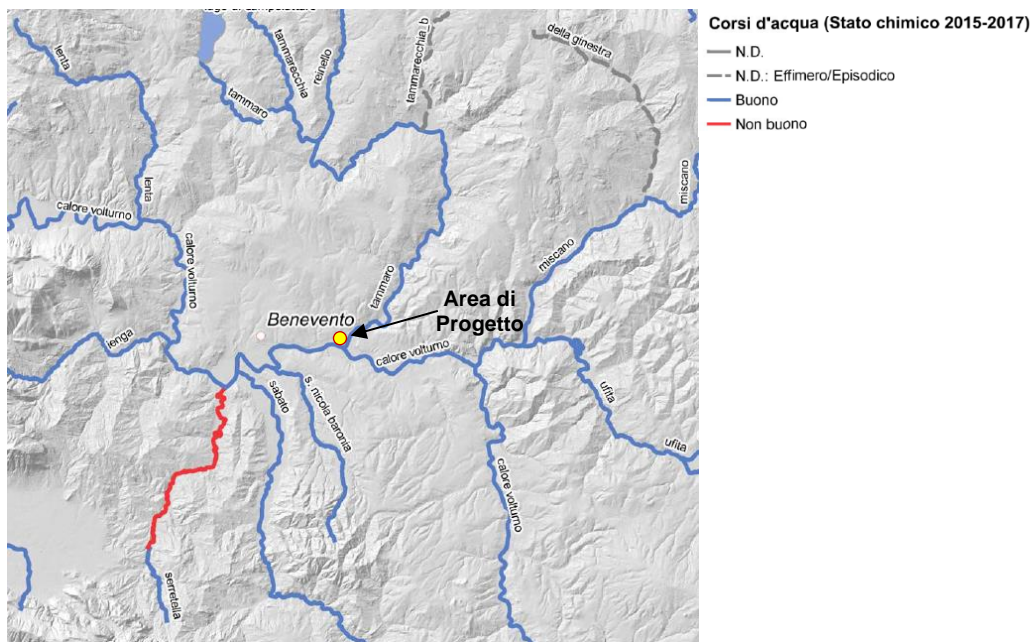 Corsi d'acqua (Stato chimico 2015-2017)
N.D.
N.D.: Effimero/Episodico
Buono
Non buono
lenta
tammaro
tammarecchia
reinello
tammarecchia_b
della ginestra
miscano
lenta
calore volturno
calore volturno
miscano
tammaro
Area di
Progetto
Benevento
calore volturno
ienga
sabato
s. nicola baronia
ufita
ufita
calore volturno
serretella